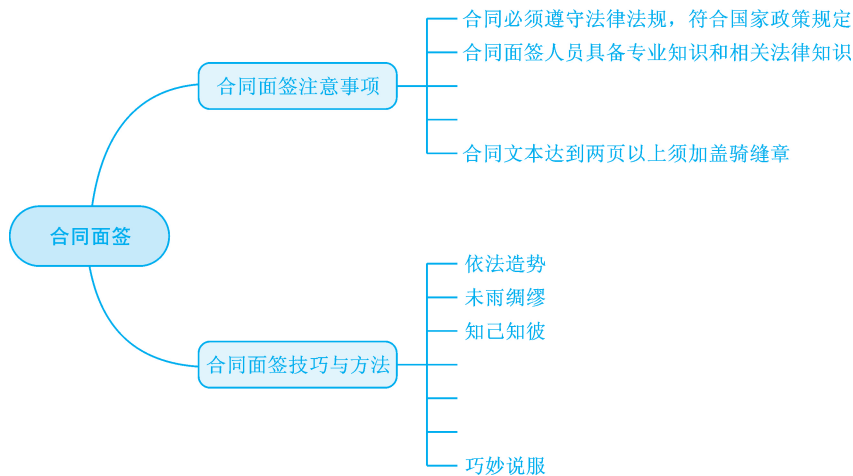 合同必须遵守法律法规，符合国家政策规定
合同面签人员具备专业知识和相关法律知识
合同面签注意事项
合同文本达到两页以上须加盖骑缝章
合同面签
依法造势
未雨绸缪
知己知彼
合同面签技巧与方法
巧妙说服